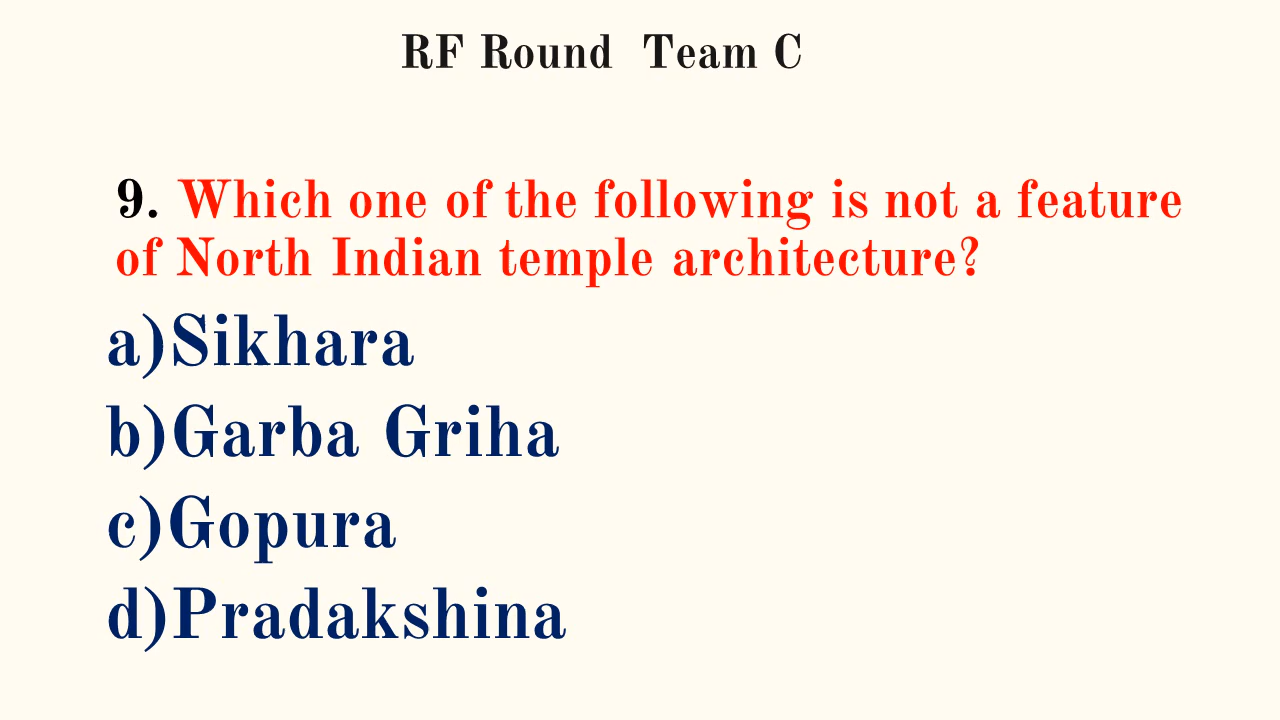 RF Round Team C
9. Which one of the following is not a feature
of North Indian temple architecture?
a)Sikhara
b)Garba Griha
c)Gopura
d)Pradakshina